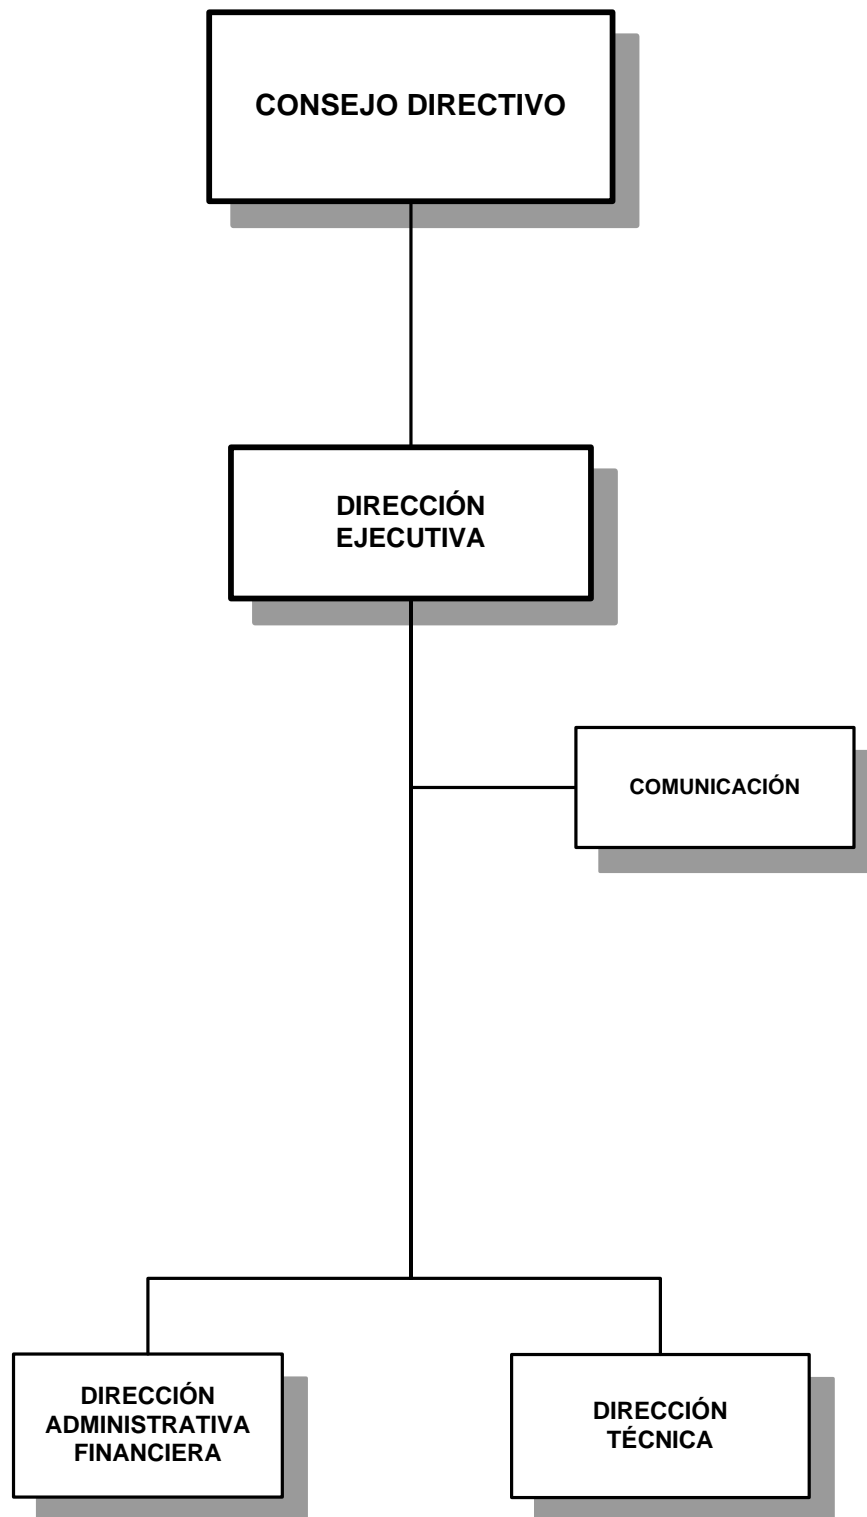 CONSEJO DIRECTIVO
DIRECCIÓN
EJECUTIVA
COMUNICACIÓN
DIRECCIÓN
ADMINISTRATIVA
FINANCIERA
DIRECCIÓN
TÉCNICA